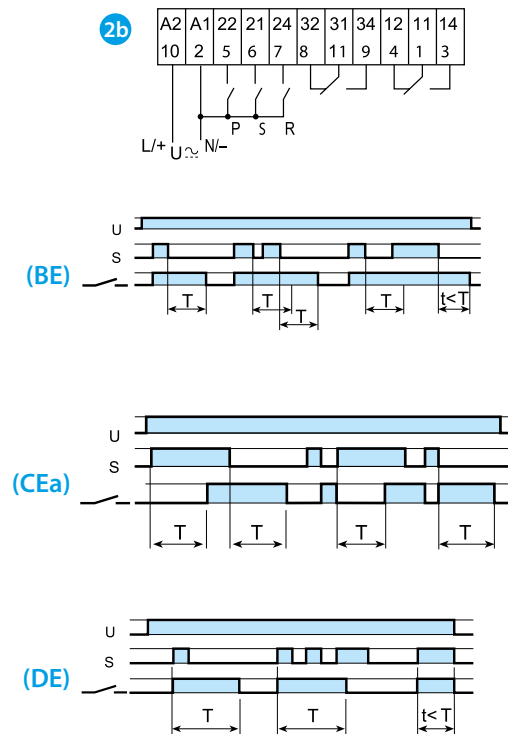 2b
A2 A1 22 21 24 32 31 34 12 11 14
10 2 5 6 7 8 11 9 4 1 3
P S R
L/+ U N/–
U
S
(BE)
T T T t<T
T
U
S
(CEa)
T T T T
U
S
(DE)
T T t<T